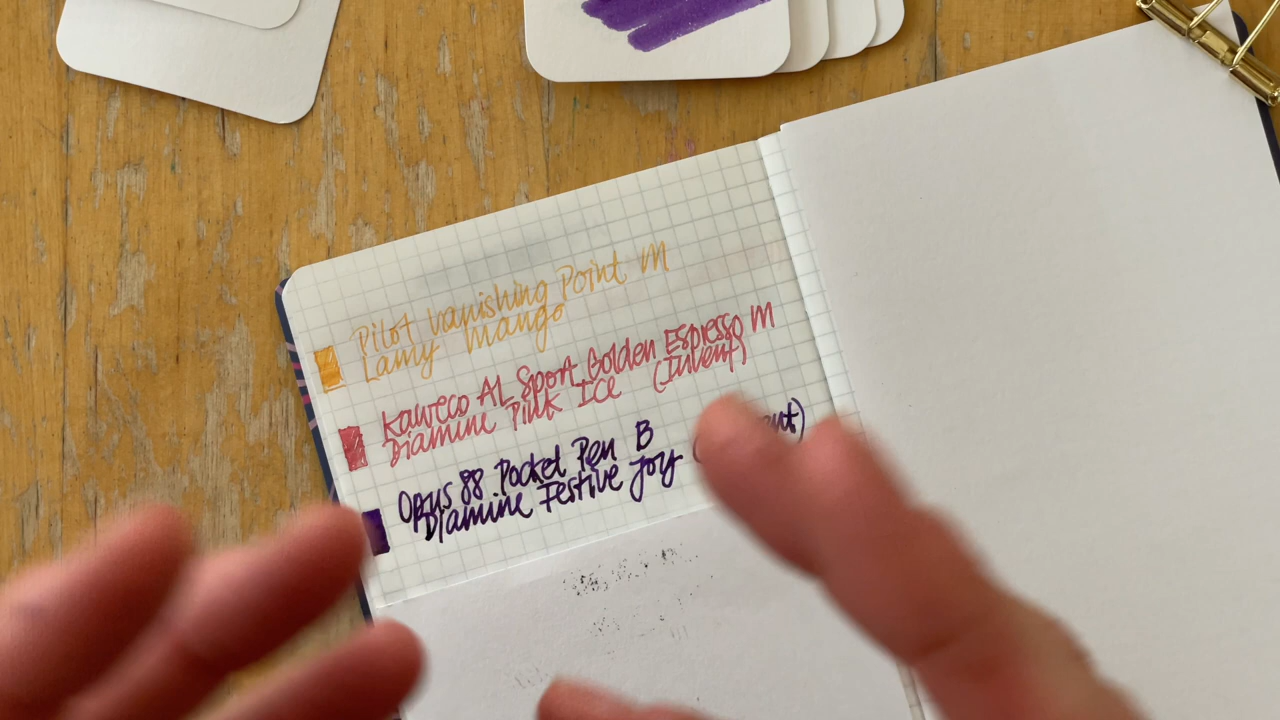 Pilot Vanishing Point M
Lamy Mango
Kaweco AL Sport Golden Espresso M
Diamine Pink Ice (Invent)
Opus 88 Pocket Pen B
Diamine Festive Joy